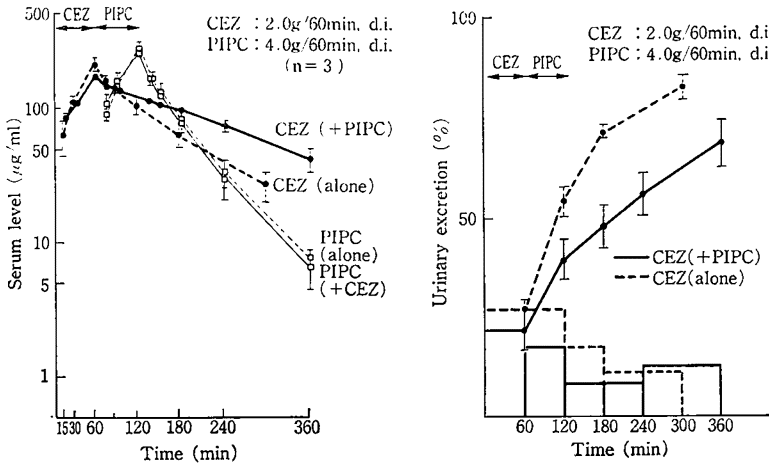 CEZ PIPC
CEZ : 2.0g/60min, d.i.
PIPC : 4.0g/60min, d.i.
(n=3)
500
100
50
10
5
1
Serum level (μg/ml)
CEZ (+PIPC)
CEZ (alone)
PIPC
(alone)
PIPC
(+CEZ)
15 30 60 90 120 180 240 360
Time (min)
100
50
Urinary excretion (%)
CEZ : 2.0g/60min, d.i
PIPC : 4.0g/60min, d.i
CEZ PIPC
CEZ(+PIPC)
CEZ(alone)
60 120 180 240 300 360
Time (min)